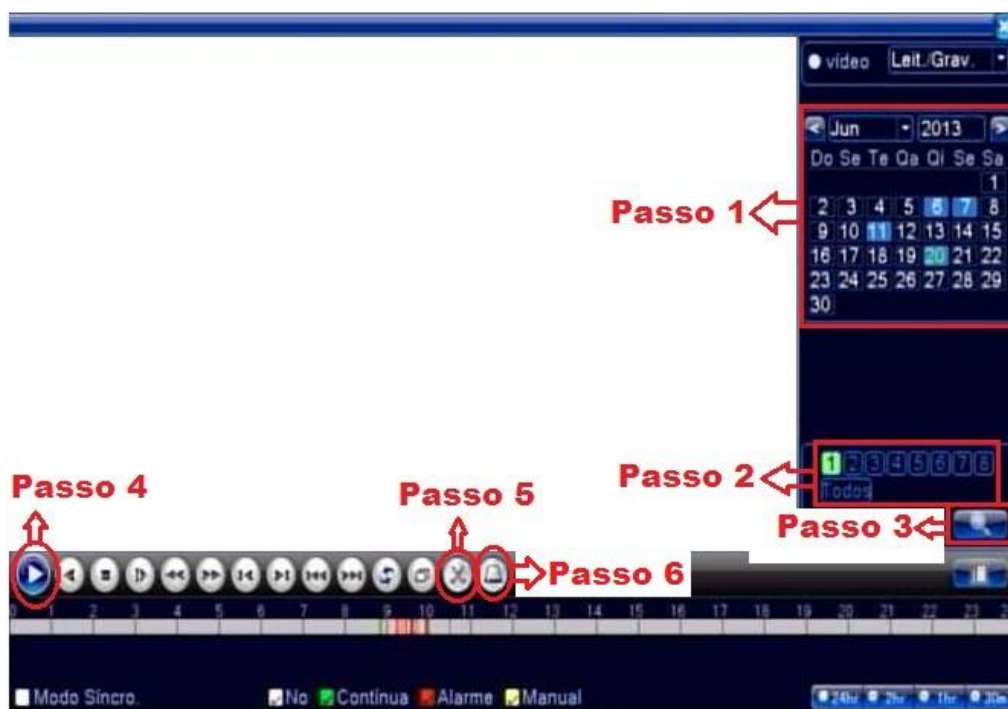 vídeo Leit./Grav.
Jun 2013
Do Se Te Qa Qi Se Sa
1
2 3 4 5 6 7 8
9 10 11 12 13 14 15
16 17 18 19 20 21 22
23 24 25 26 27 28 29
30
Passo 1
Passo 2
1 2 3 4 5 6 7 8
Todos
Passo 3
Passo 4
Passo 5
Passo 6
0 1 2 3 4 5 6 7 8 9 10 11 12 13 14 15 16 17 18 19 20 21 22 23
Modo Síncro. No Contínua Alarme Manual
24hr 2hr 1hr 30m